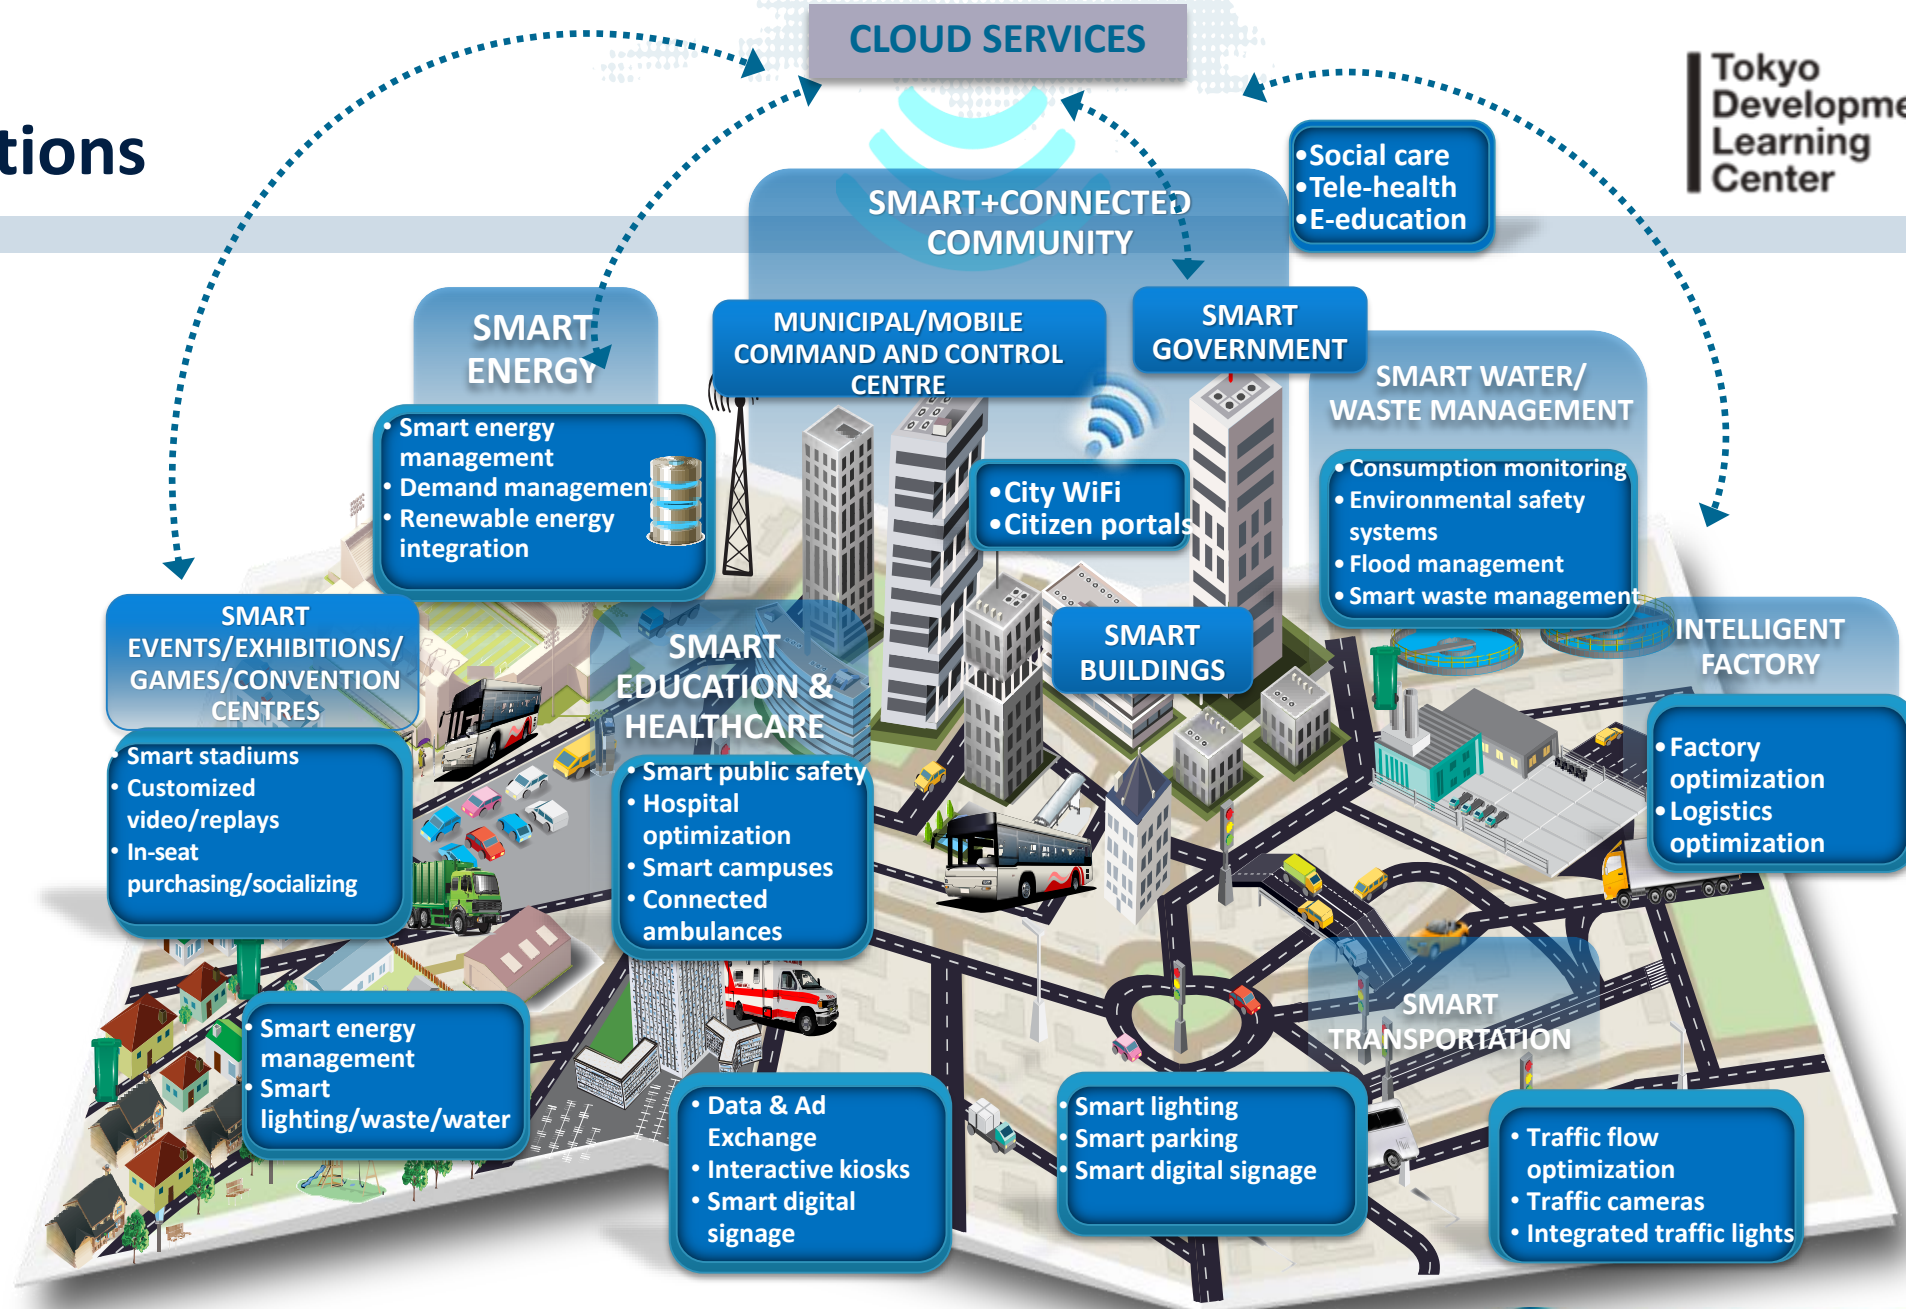 CLOUD SERVICES
tions
Tokyo
Developme
Learning
Center
•Social care
•Tele-health
•E-education
SMART+CONNECTED
COMMUNITY
SMART
ENERGY
MUNICIPAL/MOBILE
COMMAND AND CONTROL
CENTRE
SMART
GOVERNMENT
SMART WATER/
WASTE MANAGEMENT
• Smart energy
management
• Demand management
• Renewable energy
integration
•City WiFi
•Citizen portals
• Consumption monitoring
• Environmental safety
systems
• Flood management
• Smart waste management
SMART
EVENTS/EXHIBITIONS/
GAMES/CONVENTION
CENTRES
• Smart stadiums
• Customized
video/replays
• In-seat
purchasing/socializing
SMART
EDUCATION &
HEALTHCARE
• Smart public safety
• Hospital
optimization
• Smart campuses
• Connected
ambulances
SMART
BUILDINGS
INTELLIGENT
FACTORY
• Factory
optimization
• Logistics
optimization
• Smart energy
management
• Smart
lighting/waste/water
• Data & Ad
Exchange
• Interactive kiosks
• Smart digital
signage
SMART
TRANSPORTATION
• Smart lighting
• Smart parking
• Smart digital signage
• Traffic flow
optimization
• Traffic cameras
• Integrated traffic lights